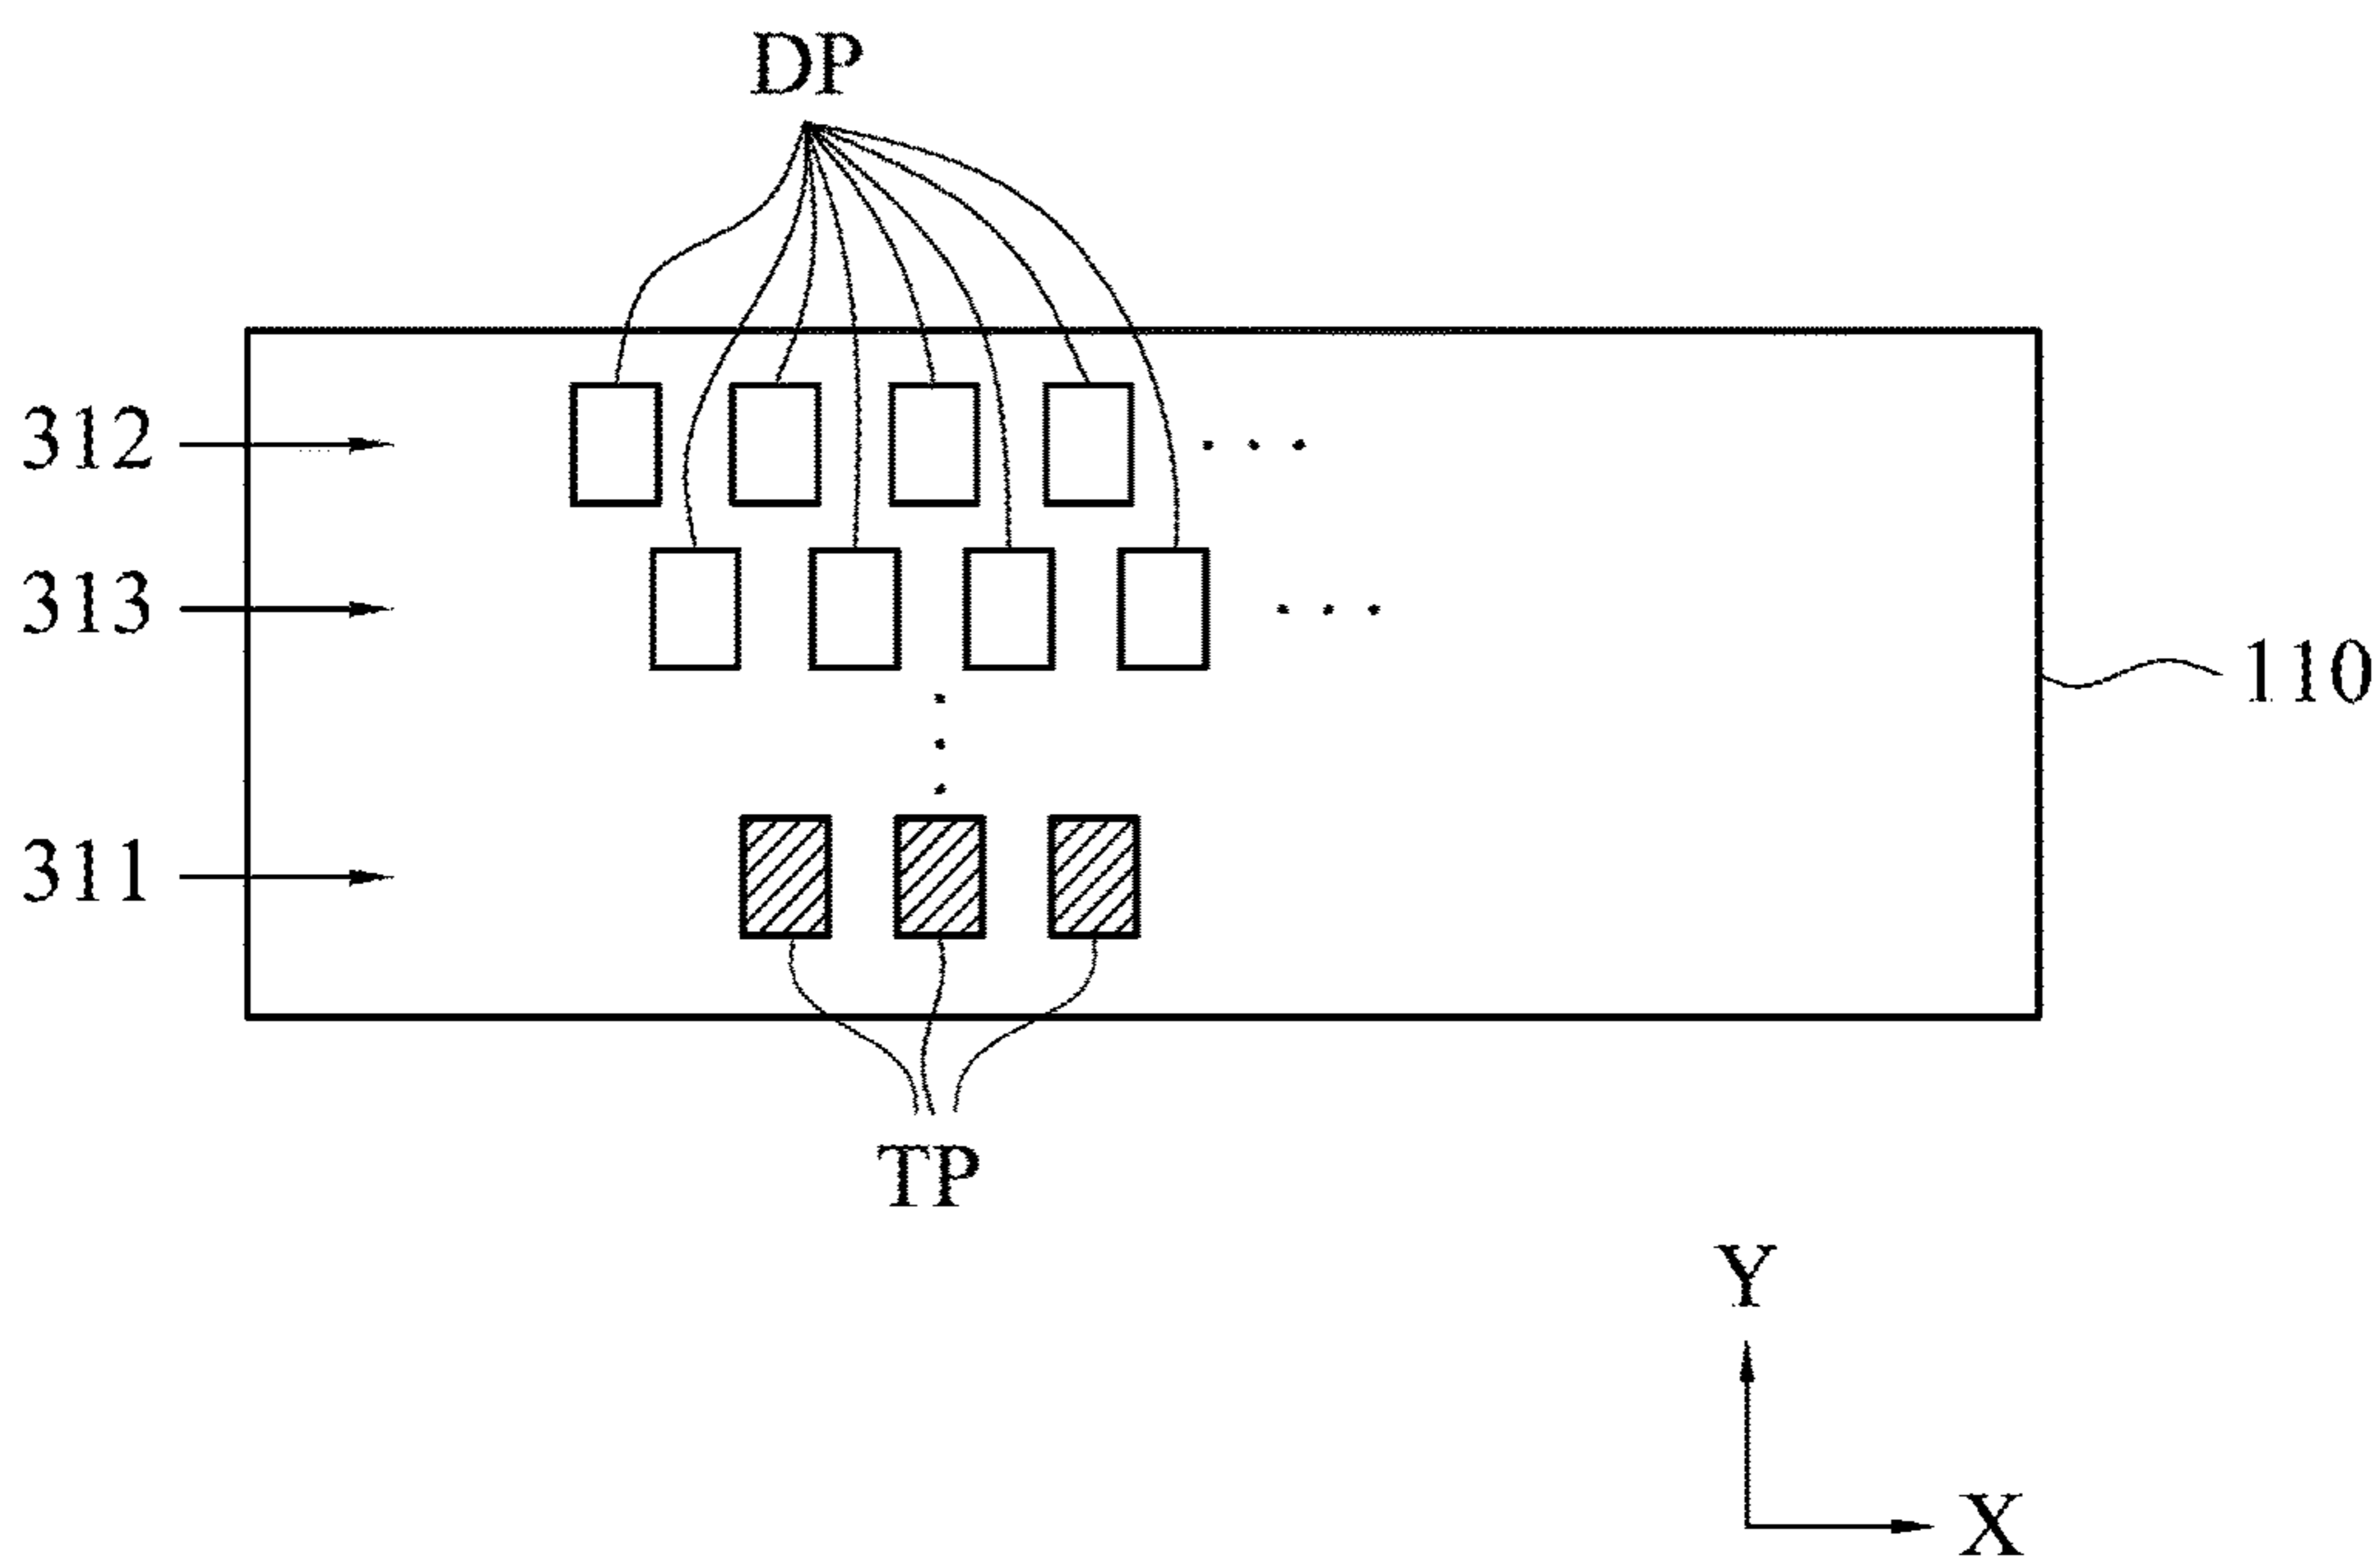 DP
312
. . .
313
. . .
110
311
TP
Y
X